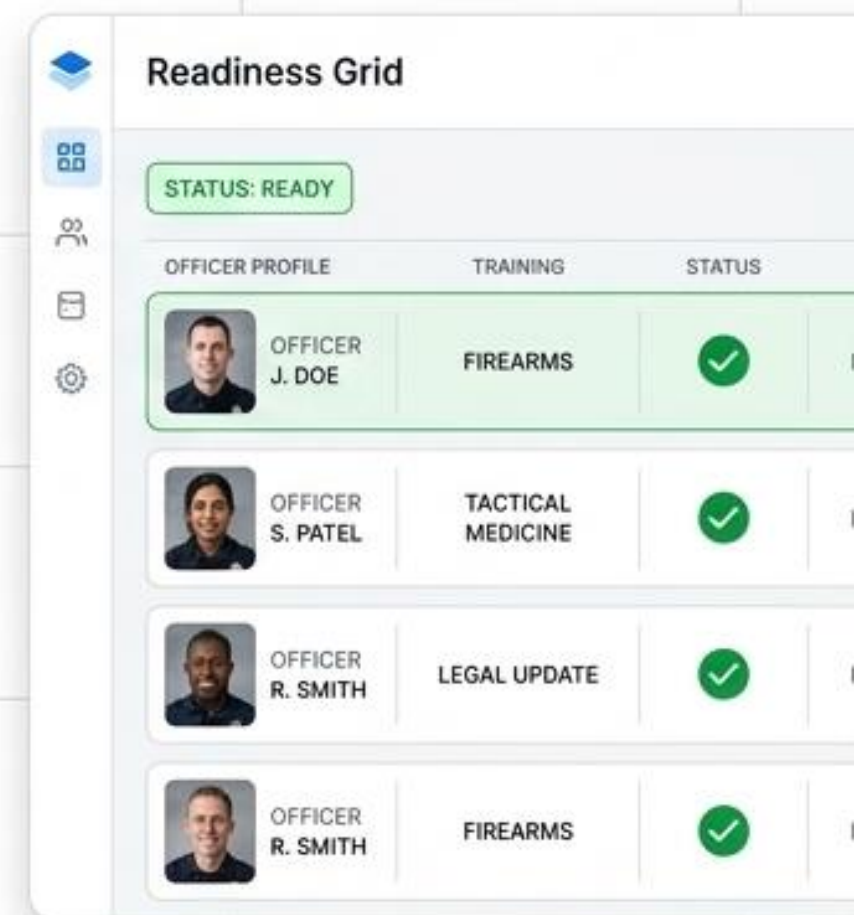 Readiness Grid
STATUS: READY
OFFICER PROFILE TRAINING STATUS
OFFICER
J. DOE
FIREARMS
OFFICER
S. PATEL
TACTICAL
MEDICINE
OFFICER
R. SMITH
LEGAL UPDATE
OFFICER
R. SMITH
FIREARMS